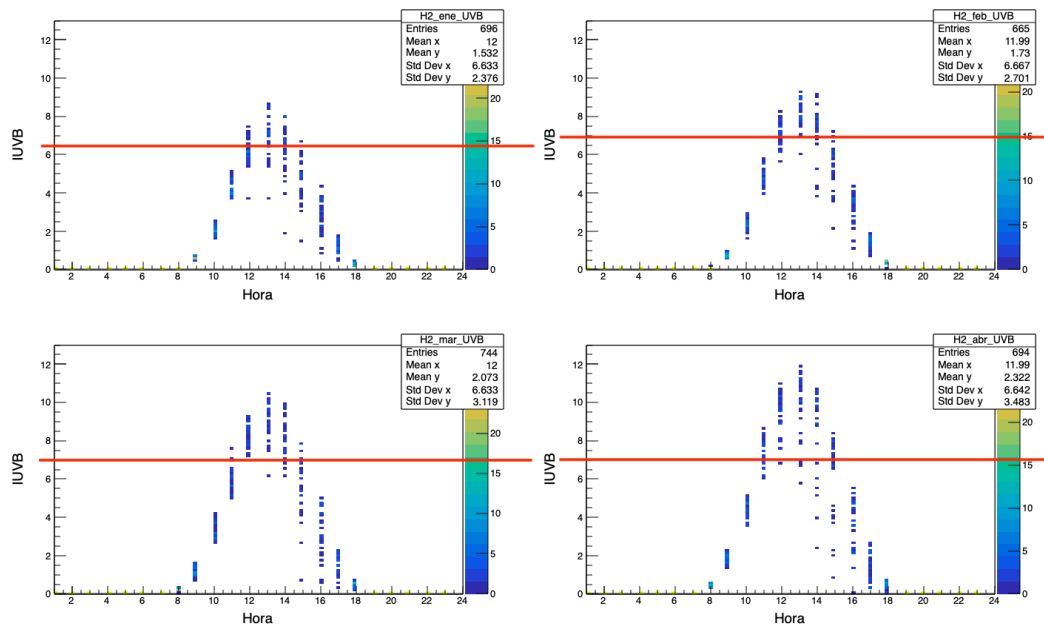 H2_ene_UVB
Entries 696
Mean x 12
Mean y 1.532
Std Dev x 6.633
Std Dev y 2.376
12
10
8
6
4
2
0
IUVB
2 4 6 8 10 12 14 16 18 20 22 24
Hora
20
15
10
5
0
H2_feb_UVB
Entries 665
Mean x 11.99
Mean y 1.73
Std Dev x 6.667
Std Dev y 2.701
12
10
8
6
4
2
0
IUVB
2 4 6 8 10 12 14 16 18 20 22 24
Hora
20
15
10
5
0
H2_mar_UVB
Entries 744
Mean x 12
Mean y 2.073
Std Dev x 6.633
Std Dev y 3.119
12
10
8
6
4
2
0
IUVB
2 4 6 8 10 12 14 16 18 20 22 24
Hora
20
15
10
5
0
H2_abr_UVB
Entries 694
Mean x 11.99
Mean y 2.322
Std Dev x 6.642
Std Dev y 3.483
12
10
8
6
4
2
0
IUVB
2 4 6 8 10 12 14 16 18 20 22 24
Hora
20
15
10
5
0